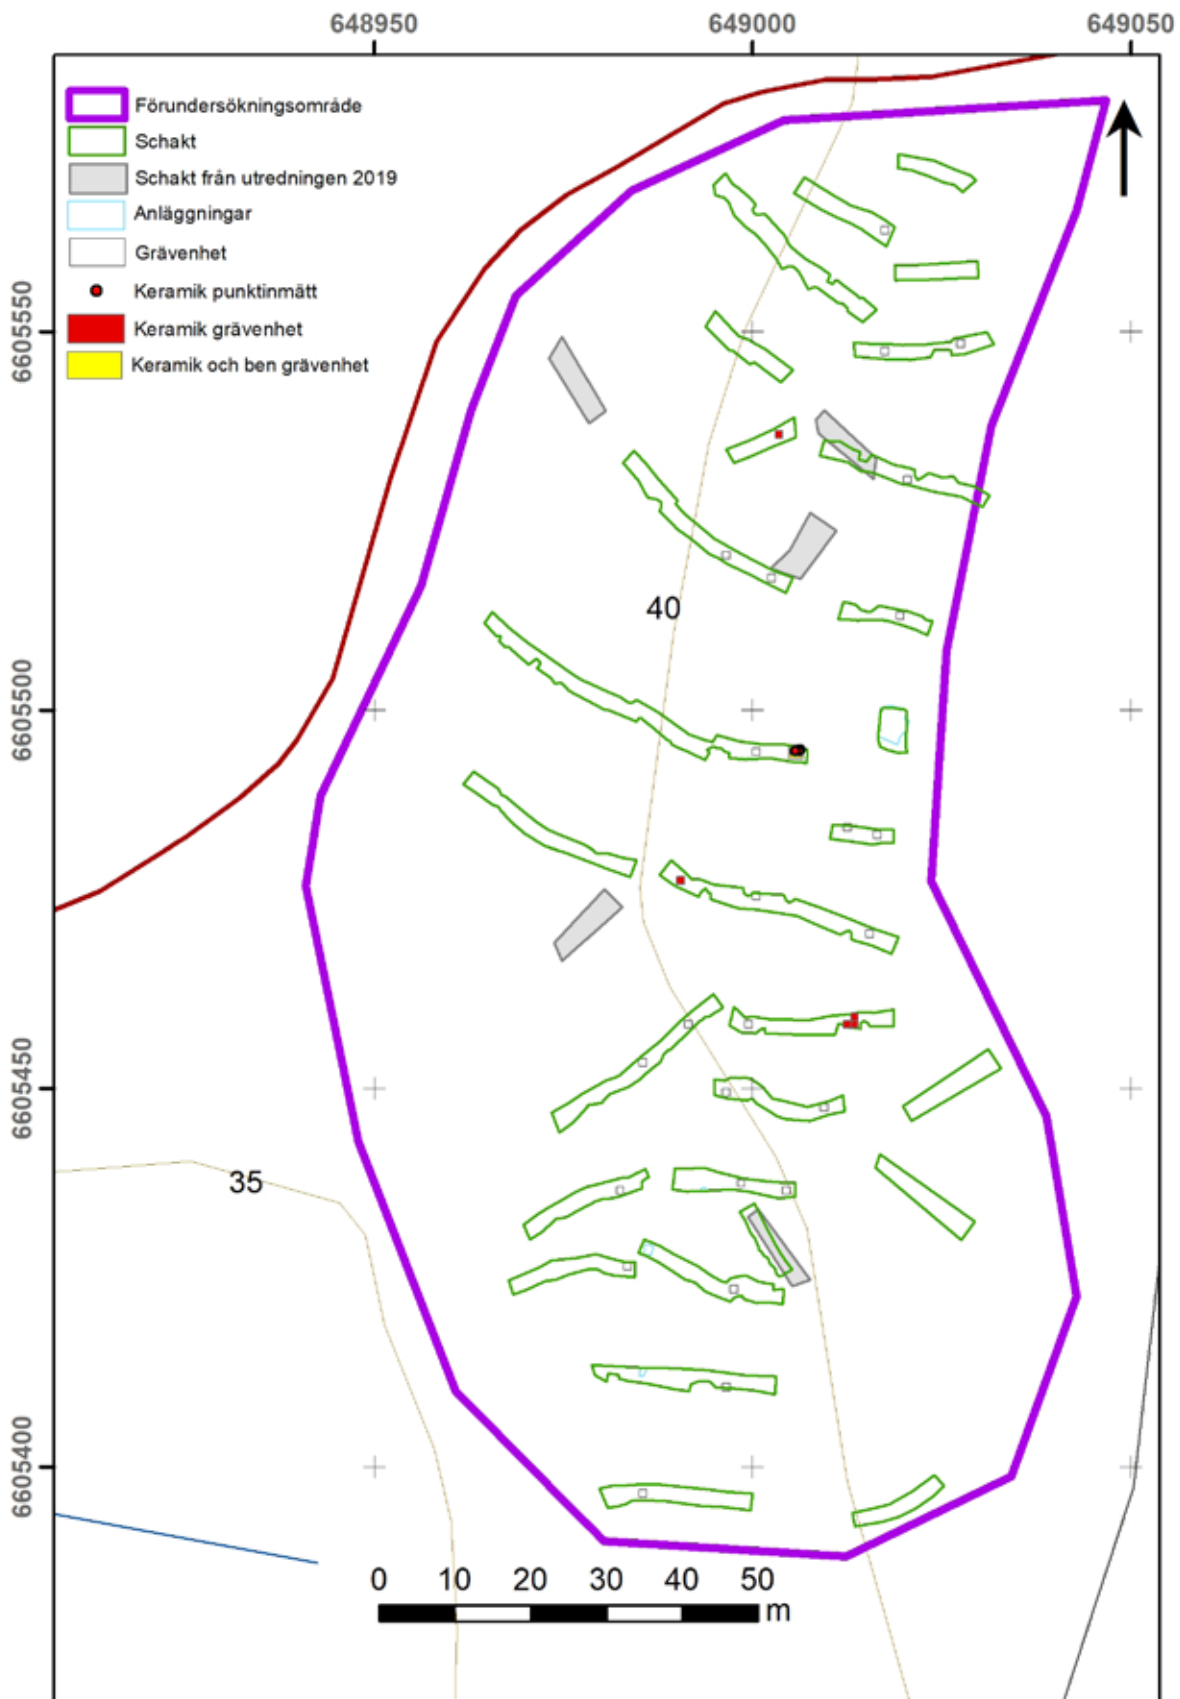 648950 649000 649050
Förundersökningsområde
Schakt
Schakt från utredningen 2019
Anläggningar
Grävenhet
Keramik punktinmätt
Keramik grävenhet
Keramik och ben grävenhet
6605550
40
6605500
6605450
35
6605400
0 10 20 30 40 50
m